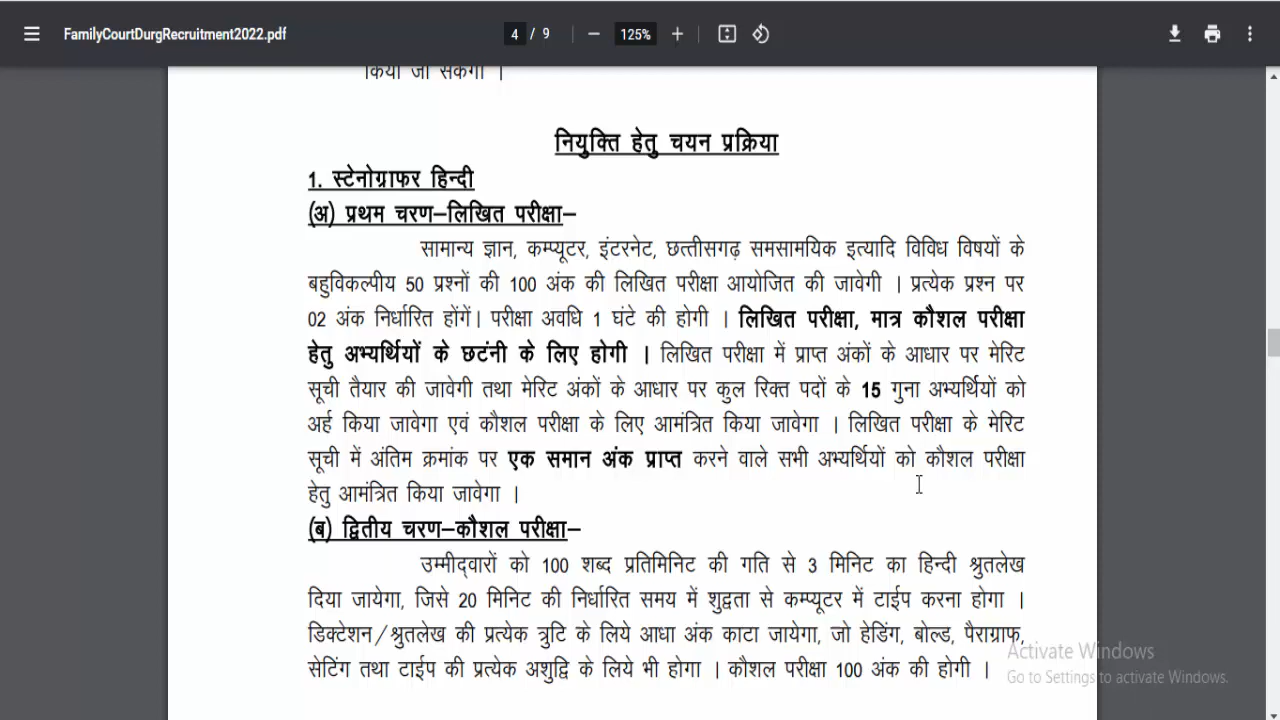 FamilyCourtDurgRecruitment2022.pdf
4 / 9
125%
किया जा सकेगा ।
नियुक्ति हेतु चयन प्रक्रिया
1. स्टेनोग्राफर हिन्दी
(अ) प्रथम चरण–लिखित परीक्षा–
सामान्य ज्ञान, कम्प्यूटर, इंटरनेट, छत्तीसगढ़ समसामयिक इत्यादि विविध विषयों के
बहुविकल्पीय 50 प्रश्नों की 100 अंक की लिखित परीक्षा आयोजित की जावेगी । प्रत्येक प्रश्न पर
02 अंक निर्धारित होंगें। परीक्षा अवधि 1 घंटे की होगी । लिखित परीक्षा, मात्र कौशल परीक्षा
हेतु अभ्यर्थियों के छटंनी के लिए होगी । लिखित परीक्षा में प्राप्त अंकों के आधार पर मेरिट
सूची तैयार की जावेगी तथा मेरिट अंकों के आधार पर कुल रिक्त पदों के 15 गुना अभ्यर्थियों को
अर्ह किया जावेगा एवं कौशल परीक्षा के लिए आमंत्रित किया जावेगा । लिखित परीक्षा के मेरिट
सूची में अंतिम क्रमांक पर एक समान अंक प्राप्त करने वाले सभी अभ्यर्थियों को कौशल परीक्षा
हेतु आमंत्रित किया जावेगा ।
(ब) द्वितीय चरण–कौशल परीक्षा–
उम्मीद्वारों को 100 शब्द प्रतिमिनिट की गति से 3 मिनिट का हिन्दी श्रुतलेख
दिया जायेगा, जिसे 20 मिनिट की निर्धारित समय में शुद्वता से कम्प्यूटर में टाईप करना होगा ।
डिक्टेशन/श्रुतलेख की प्रत्येक त्रुटि के लिये आधा अंक काटा जायेगा, जो हेडिंग, बोल्ड, पैराग्राफ,
सेटिंग तथा टाईप की प्रत्येक अशुद्वि के लिये भी होगा । कौशल परीक्षा 100 अंक की होगी ।
Activate Windows
Go to Settings to activate Windows.